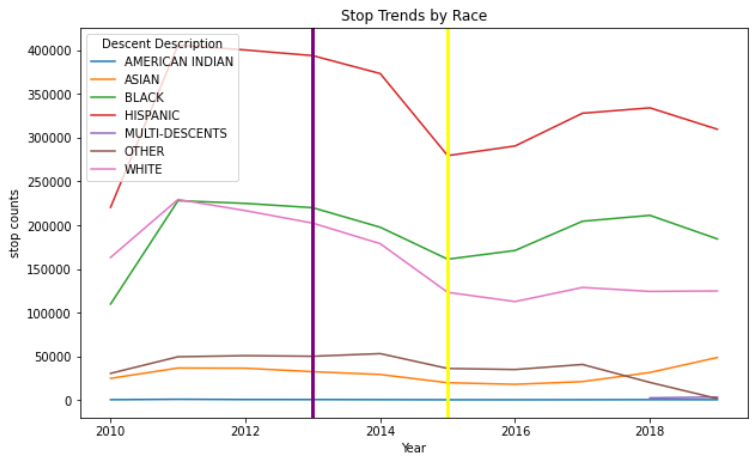 Stop Trends by Race
Descent Description
AMERICAN INDIAN
ASIAN
BLACK
HISPANIC
MULTI-DESCENTS
OTHER
WHITE
stop counts
400000
350000
300000
250000
200000
150000
100000
50000
0
2010
2012
2014
2016
2018
Year